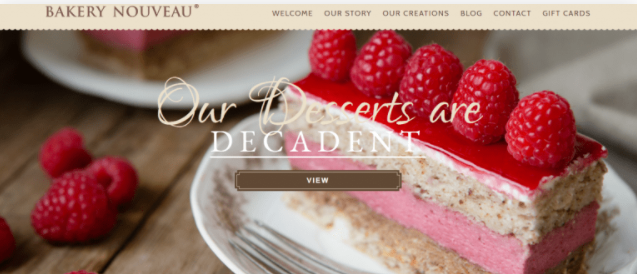 BAKERY NOUVEAU®
WELCOME OUR STORY OUR CREATIONS BLOG CONTACT GIFT CARDS
Our Desserts are
DECADENT
VIEW